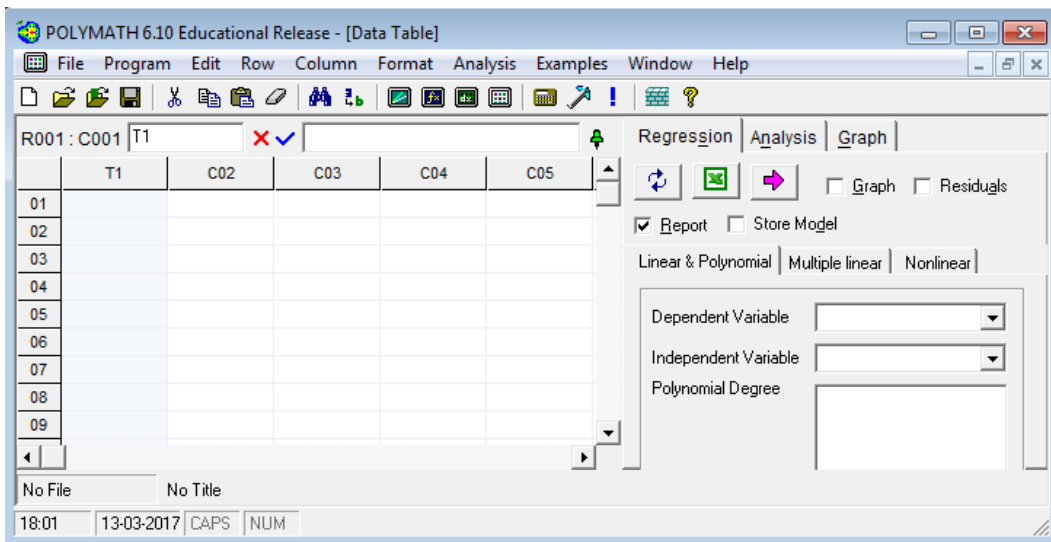 POLYMATH 6.10 Educational Release - [Data Table]
File Program Edit Row Column Format Analysis Examples Window Help
R001 : C001 T1
Regression Analysis Graph
T1 C02 C03 C04 C05
Graph Residuals
01
02
Report Store Model
03
Linear & Polynomial Multiple linear Nonlinear
04
05
Dependent Variable
06
07
Independent Variable
08
Polynomial Degree
09
No File No Title
18:01 13-03-2017 CAPS NUM